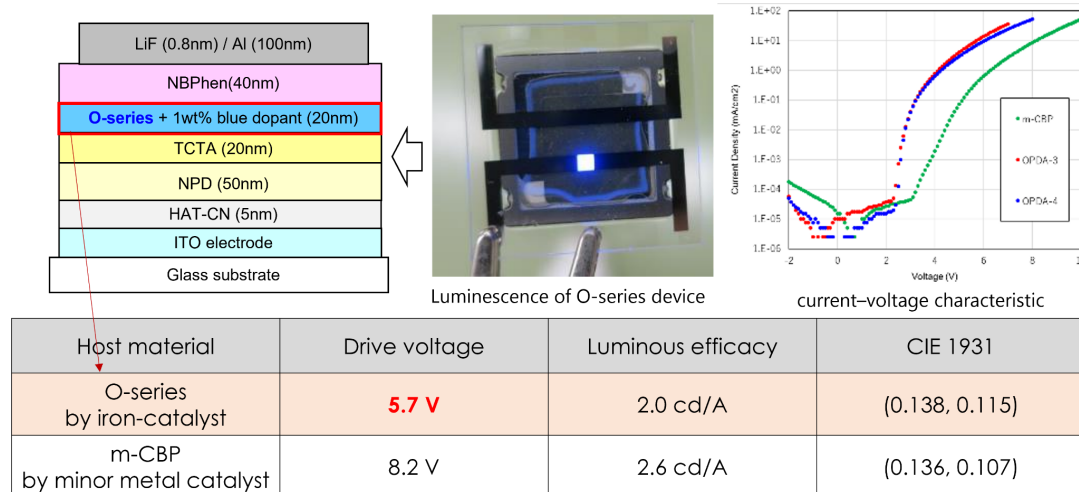 LiF (0.8nm) / Al (100nm)
NBPhen(40nm)
O-series + 1wt% blue dopant (20nm)
TCTA (20nm)
NPD (50nm)
HAT-CN (5nm)
ITO electrode
Glass substrate
Luminescence of O-series device
Current Density (mA/cm2)
1.E+02
1.E+01
1.E+00
1.E-01
1.E-02
1.E-03
1.E-04
1.E-05
1.E-06
-2
0
2
4
6
8
Voltage (V)
m-CBP
OPDA-3
OPDA-4
current–voltage characteristic
Host material
Drive voltage
Luminous efficacy
CIE 1931
O-series
by iron-catalyst
5.7 V
2.0 cd/A
(0.138, 0.115)
m-CBP
by minor metal catalyst
8.2 V
2.6 cd/A
(0.136, 0.107)